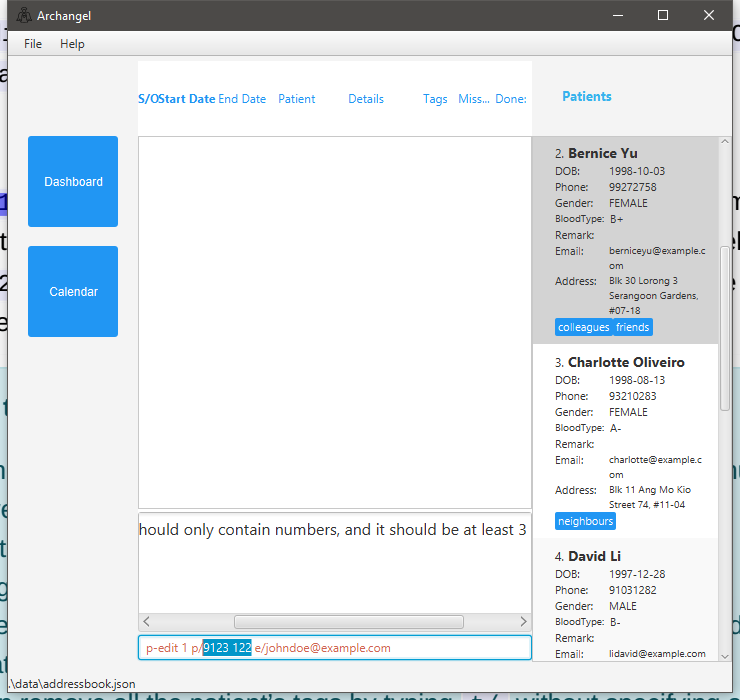 Archangel
File Help
S/OStart Date End Date Patient Details Tags Miss... Done:
Patients
Dashboard
Calendar
2. Bernice Yu
DOB: 1998-10-03
Phone: 99272758
Gender: FEMALE
BloodType: B+
Remark:
Email: berniceyu@example.c
om
Address: Blk 30 Lorong 3
Serangoon Gardens,
#07-18
colleagues friends
3. Charlotte Oliveiro
DOB: 1998-08-13
Phone: 93210283
Gender: FEMALE
BloodType: A-
Remark:
Email: charlotte@example.c
om
Address: Blk 11 Ang Mo Kio
Street 74, #11-04
neighbours
4. David Li
DOB: 1997-12-28
Phone: 91031282
Gender: MALE
BloodType: B-
Remark:
Email: lidavid@example.com
hould only contain numbers, and it should be at least 3
p-edit 1 p/9123 122 e/johndoe@example.com
.\data\addressbook.json